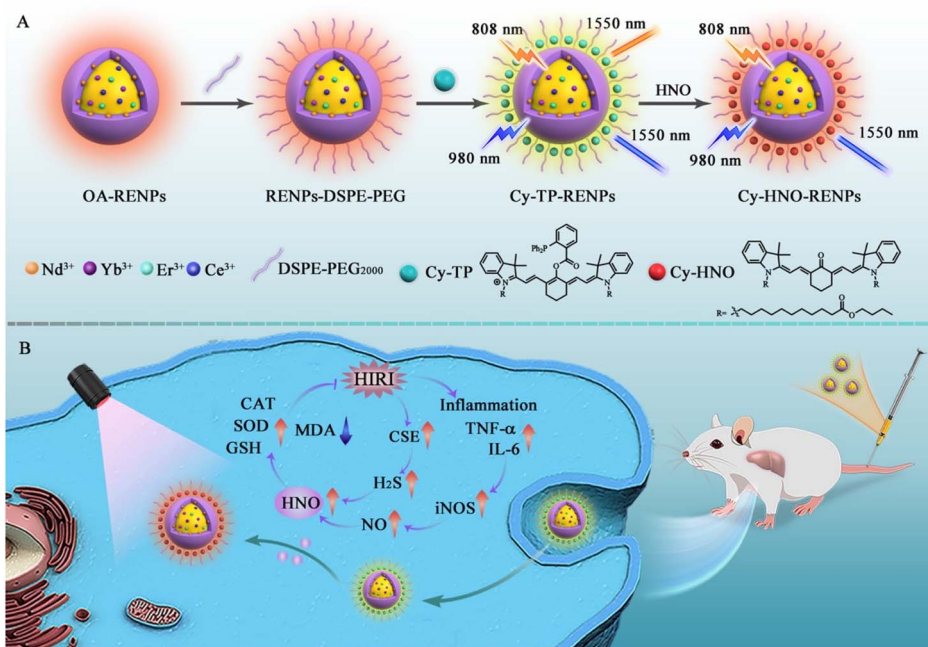 A
808 nm
1550 nm
808 nm
HNO
1550 nm
980 nm
1550 nm
980 nm
OA-RENPs
RENPs-DSPE-PEG
Cy-TP-RENPs
Cy-HNO-RENPs
Nd³⁺
Yb³⁺
Er³⁺
Ce³⁺
DSPE-PEG₂₀₀₀
Cy-TP
Ph₂P
O
O
N
⊕
R
N
R
Cy-HNO
O
N
R
N
R
R=
O
O
B
HIRI
CAT
SOD
GSH
MDA
CSE
Inflammation
TNF-α
IL-6
H₂S
HNO
NO
iNOS